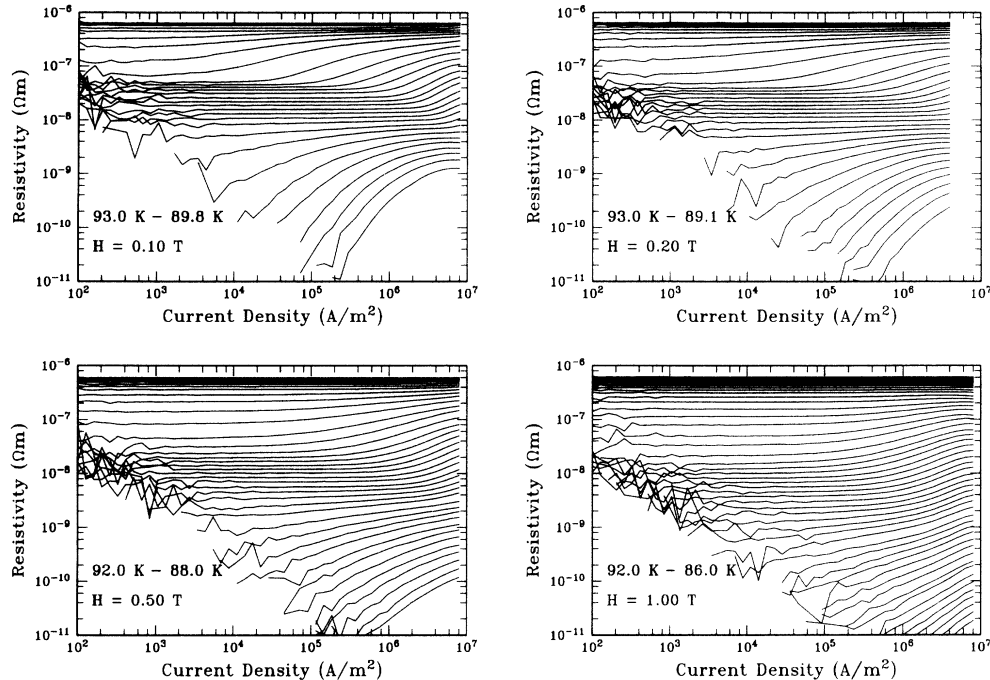 10⁻⁶
10⁻⁷
10⁻⁸
10⁻⁹
10⁻¹⁰
10⁻¹¹
Resistivity (Ωm)
93.0 K − 89.8 K
H = 0.10 T
10² 10³ 10⁴ 10⁵ 10⁶ 10⁷
Current Density (A/m²)
10⁻⁶
10⁻⁷
10⁻⁸
10⁻⁹
10⁻¹⁰
10⁻¹¹
Resistivity (Ωm)
93.0 K − 89.1 K
H = 0.20 T
10² 10³ 10⁴ 10⁵ 10⁶ 10⁷
Current Density (A/m²)
10⁻⁶
10⁻⁷
10⁻⁸
10⁻⁹
10⁻¹⁰
10⁻¹¹
Resistivity (Ωm)
92.0 K − 88.0 K
H = 0.50 T
10² 10³ 10⁴ 10⁵ 10⁶ 10⁷
Current Density (A/m²)
10⁻⁶
10⁻⁷
10⁻⁸
10⁻⁹
10⁻¹⁰
10⁻¹¹
Resistivity (Ωm)
92.0 K − 86.0 K
H = 1.00 T
10² 10³ 10⁴ 10⁵ 10⁶ 10⁷
Current Density (A/m²)